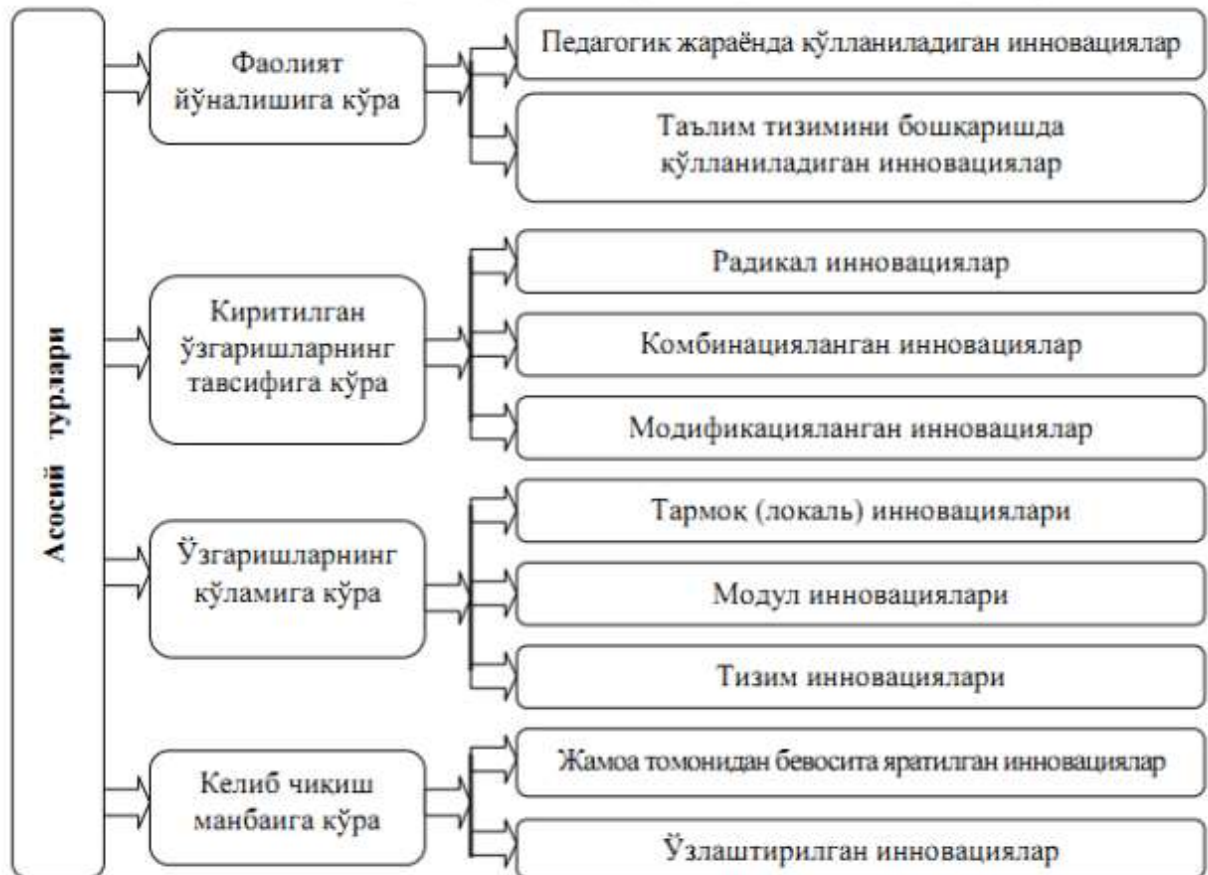 Асосий турлари
Фаолият
йўналишига кўра
Педагогик жараёнда қўлланиладиган инновациялар
Таълим тизимини бошқаришда
қўлланиладиган инновациялар
Киритилган
ўзгаришларнинг
тавсифига кўра
Радикал инновациялар
Комбинацияланган инновациялар
Модификацияланган инновациялар
Ўзгаришларнинг
кўламига кўра
Тармоқ (локаль) инновациялари
Модул инновациялари
Тизим инновациялари
Келиб чиқиш
манбаига кўра
Жамоа томонидан бевосита яратилган инновациялар
Ўзлаштирилган инновациялар